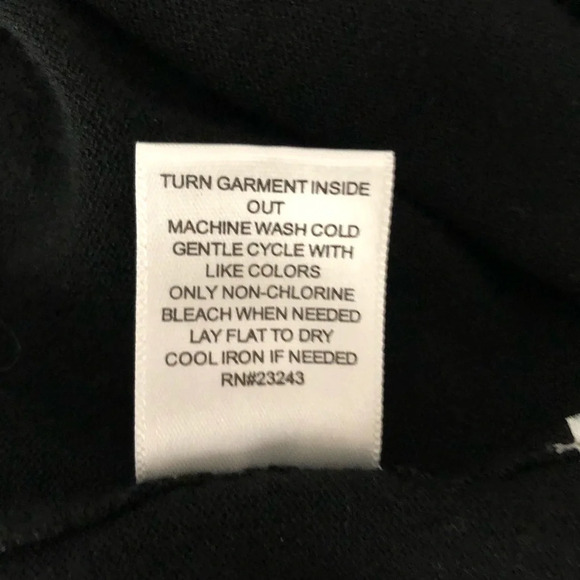 TURN GARMENT INSIDE
OUT
MACHINE WASH COLD
GENTLE CYCLE WITH
LIKE COLORS
ONLY NON-CHLORINE
BLEACH WHEN NEEDED
LAY FLAT TO DRY
COOL IRON IF NEEDED
RN#23243